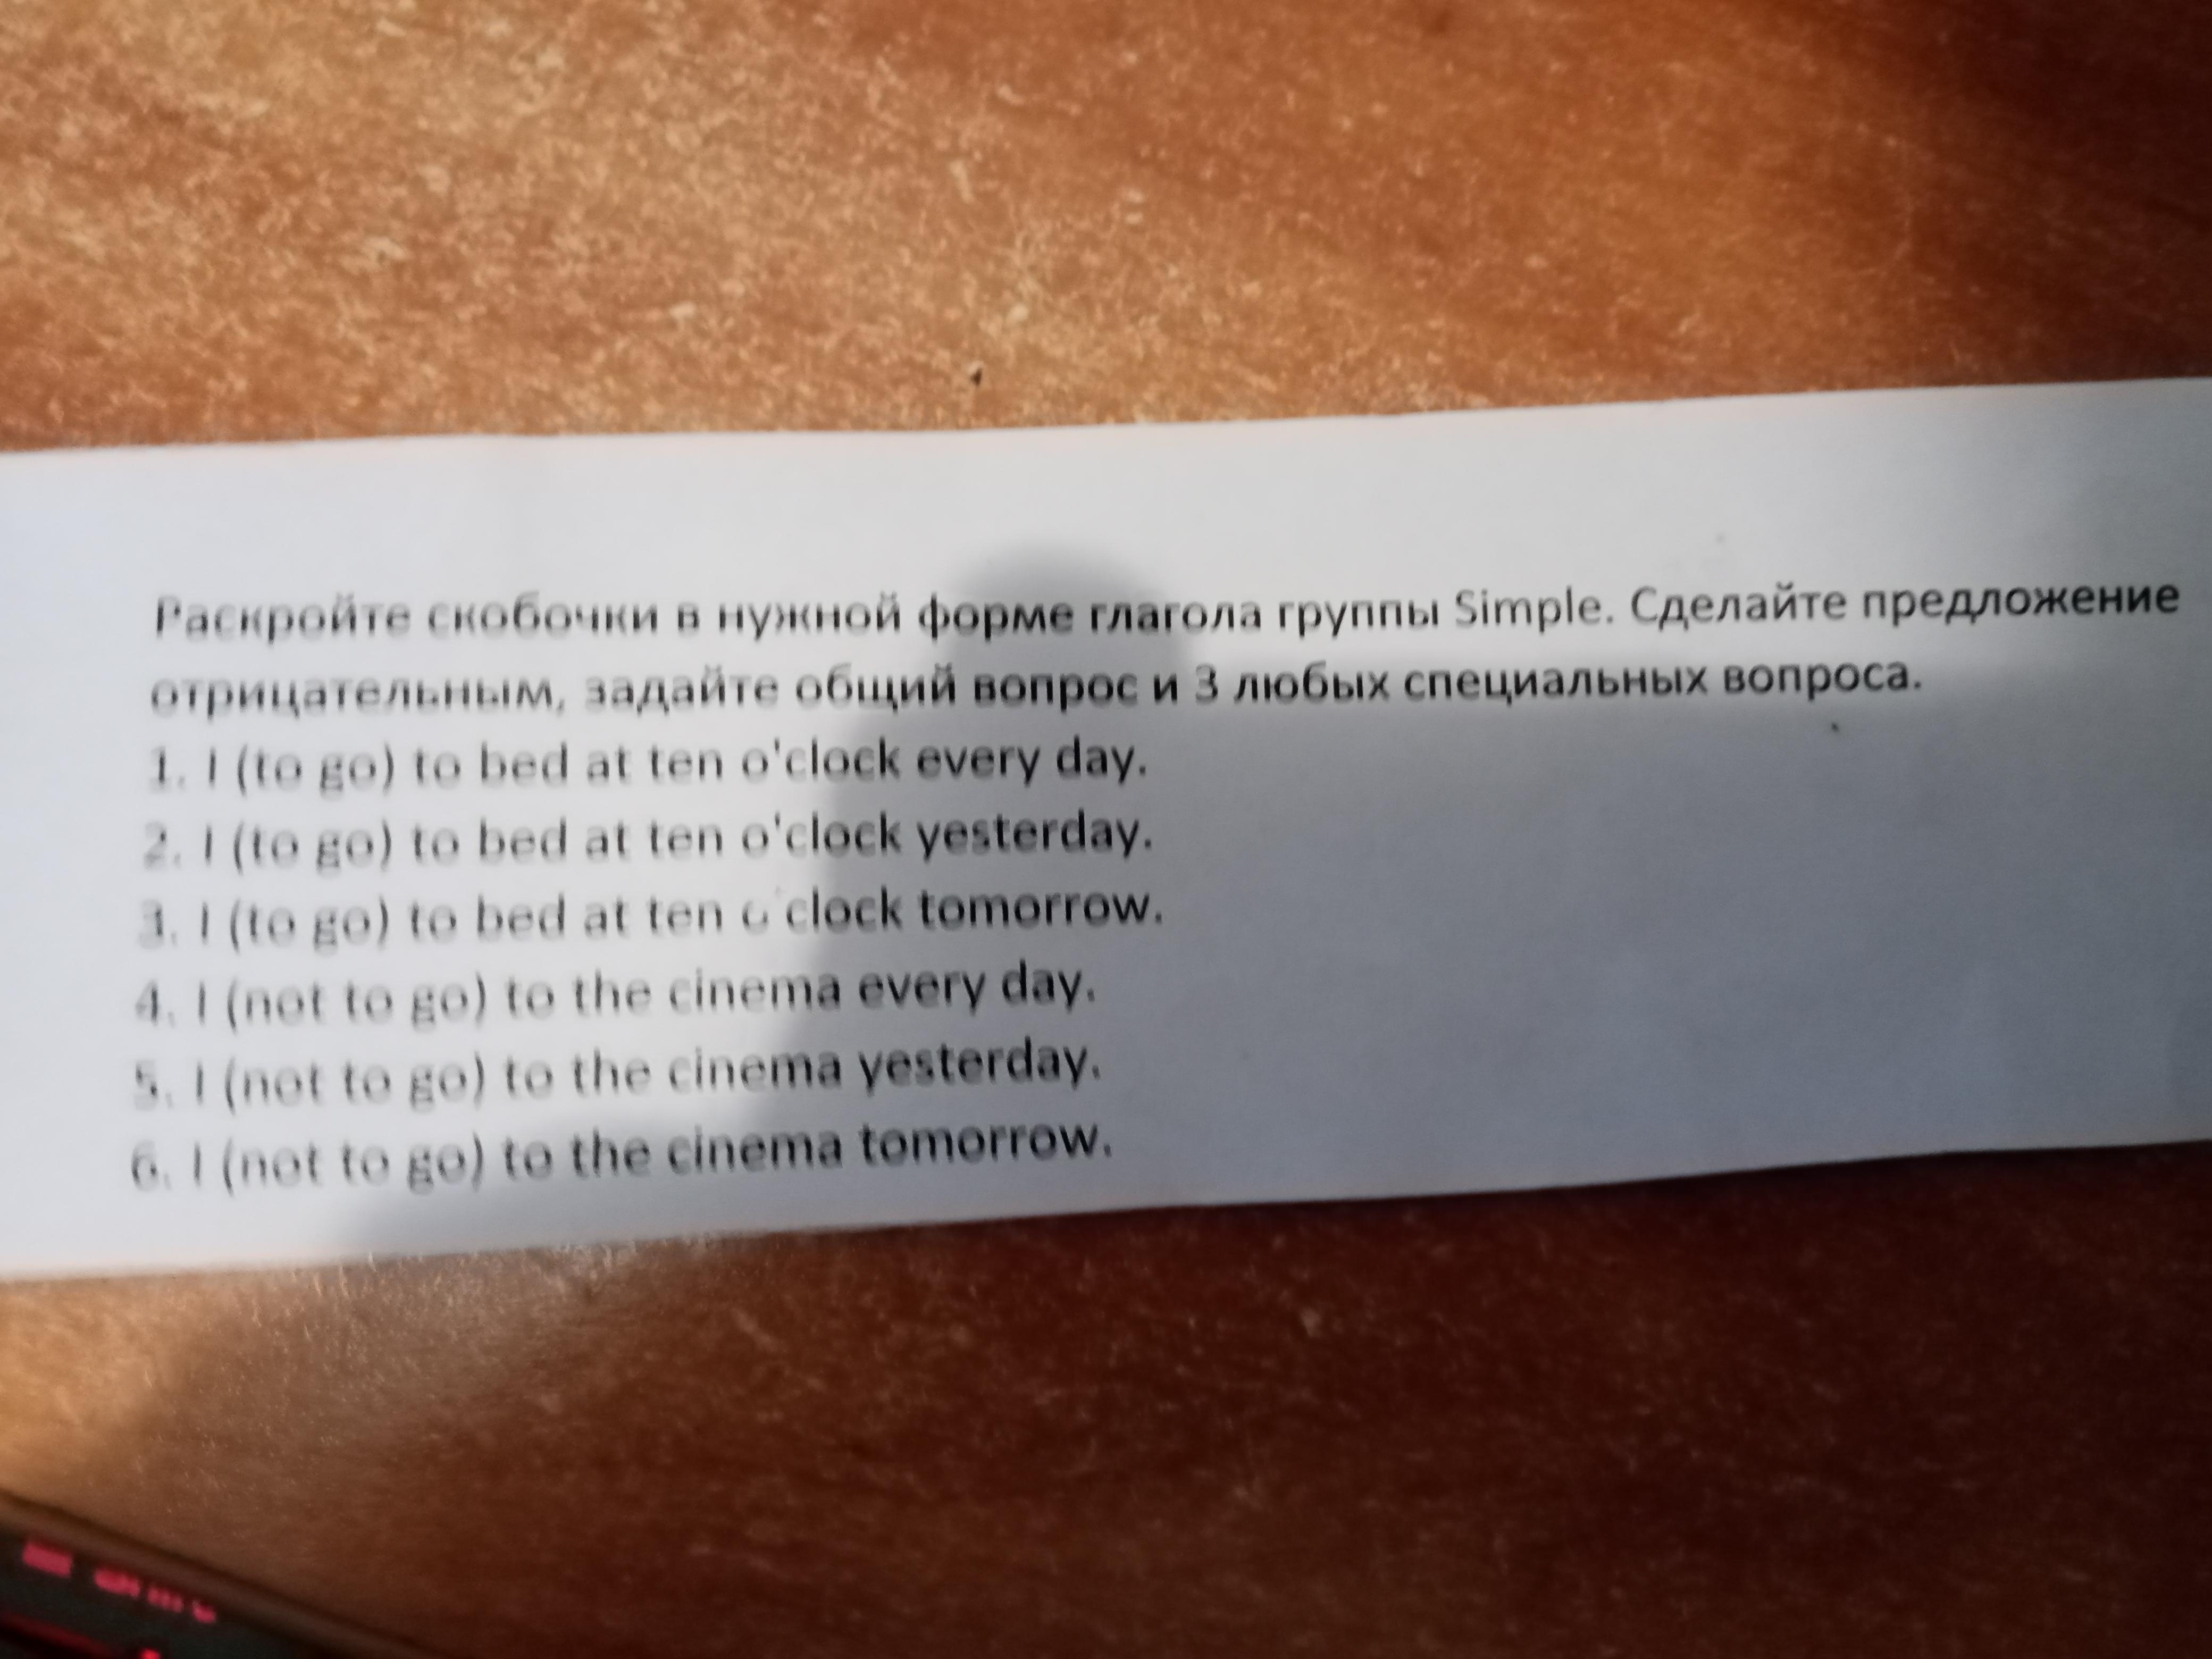 Раскройте скобочки в нужной форме глагола группы Simple. Сделайте предложение
отрицательным, задайте общий вопрос и 3 любых специальных вопроса.
1. I (to go) to bed at ten o'clock every day.
2. I (to go) to bed at ten o'clock yesterday.
3. I (to go) to bed at ten o'clock tomorrow.
4. I (not to go) to the cinema every day.
5. I (not to go) to the cinema yesterday.
6. I (not to go) to the cinema tomorrow.